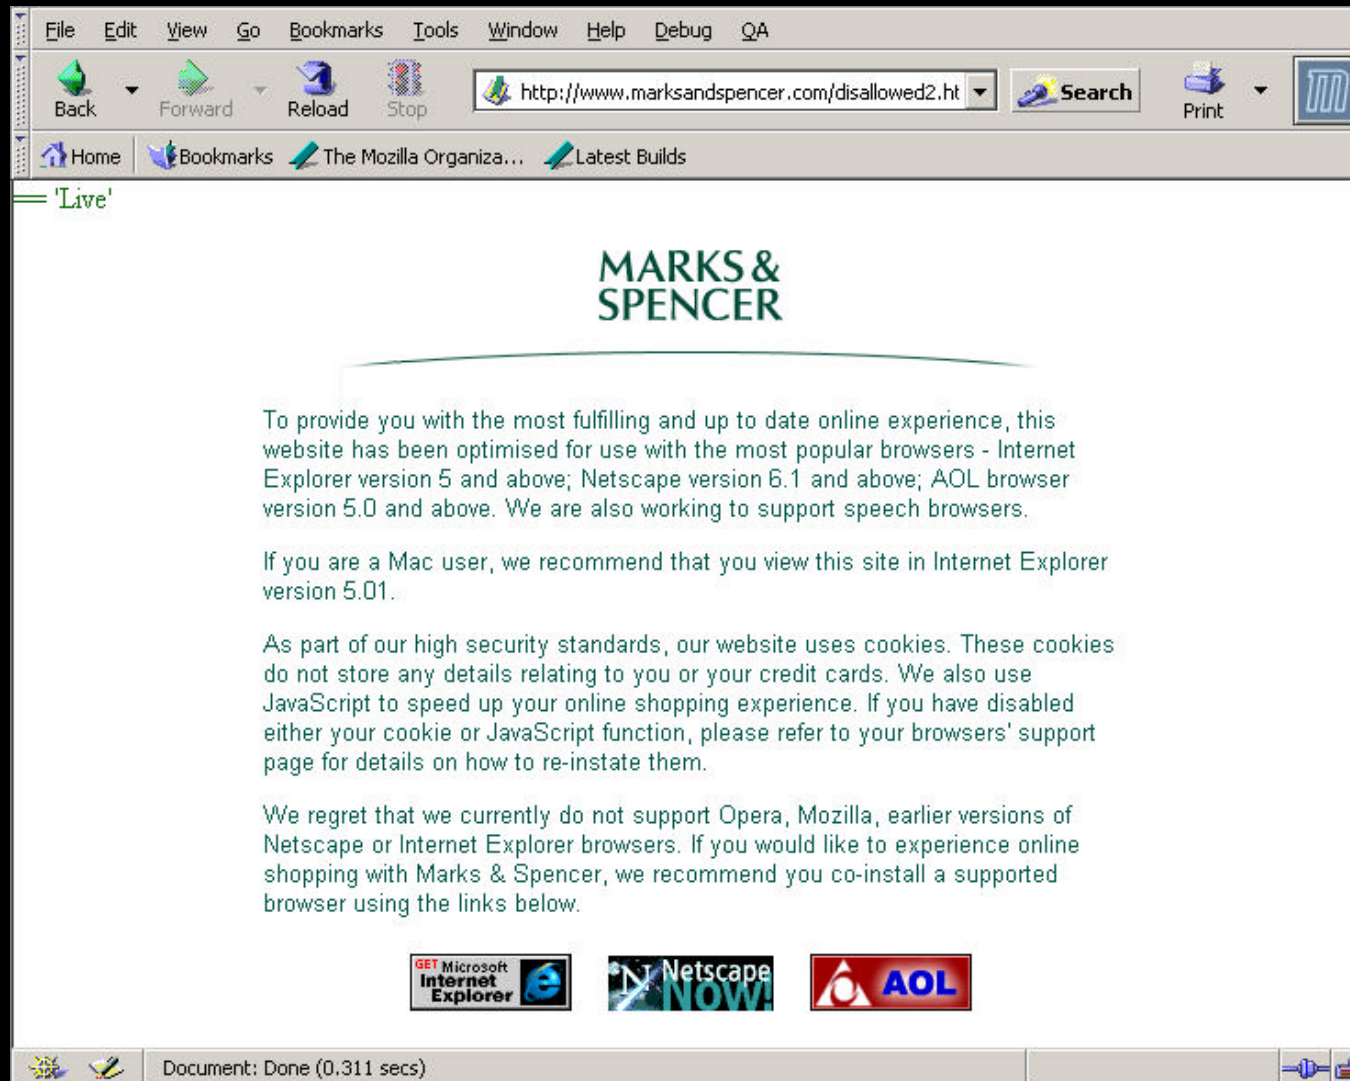 File Edit View Go Bookmarks Tools Window Help Debug QA
Back Forward Reload Stop http://www.marksandspencer.com/disallowed2.ht Search Print
Home Bookmarks The Mozilla Organiza... Latest Builds
== 'Live'
MARKS &
SPENCER
To provide you with the most fulfilling and up to date online experience, this
website has been optimised for use with the most popular browsers - Internet
Explorer version 5 and above; Netscape version 6.1 and above; AOL browser
version 5.0 and above. We are also working to support speech browsers.
If you are a Mac user, we recommend that you view this site in Internet Explorer
version 5.01.
As part of our high security standards, our website uses cookies. These cookies
do not store any details relating to you or your credit cards. We also use
JavaScript to speed up your online shopping experience. If you have disabled
either your cookie or JavaScript function, please refer to your browsers' support
page for details on how to re-instate them.
We regret that we currently do not support Opera, Mozilla, earlier versions of
Netscape or Internet Explorer browsers. If you would like to experience online
shopping with Marks & Spencer, we recommend you co-install a supported
browser using the links below.
GET Microsoft
Internet
Explorer
N Netscape
NOW!
AOL
Document: Done (0.311 secs)